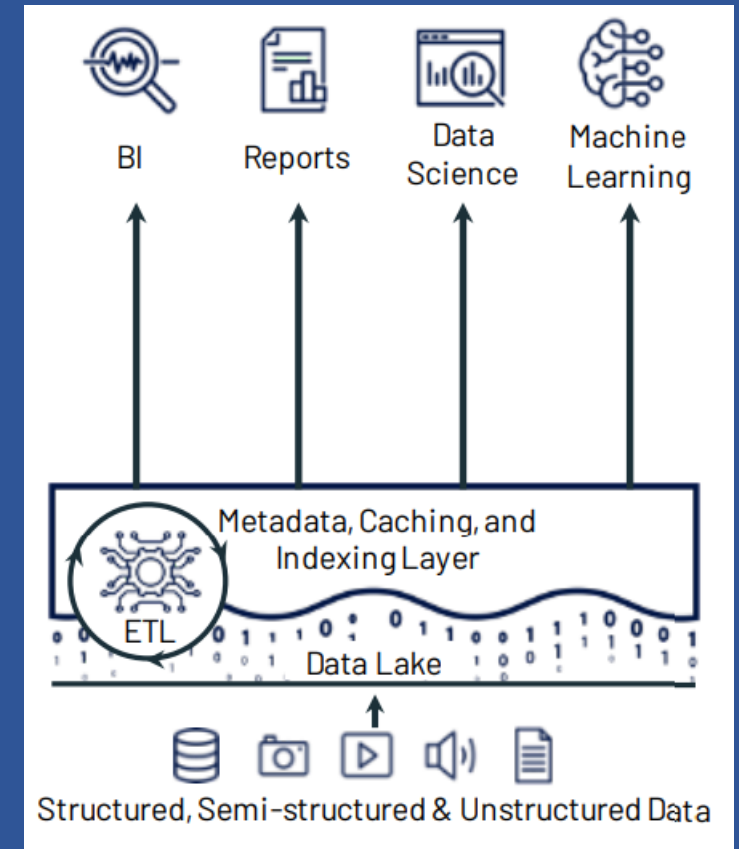 BI
Reports
Data
Science
Machine
Learning
Metadata, Caching, and
Indexing Layer
ETL
Data Lake
Structured, Semi-structured & Unstructured Data